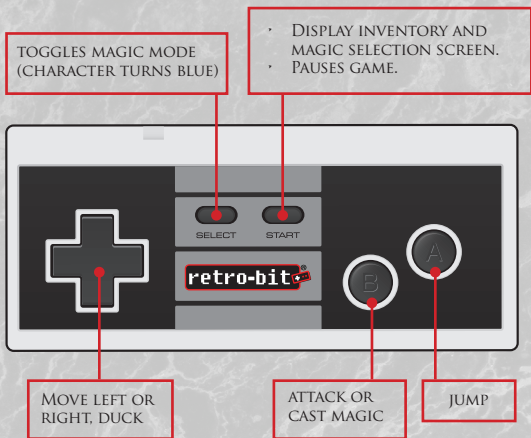 · DISPLAY INVENTORY AND
MAGIC SELECTION SCREEN.
· PAUSES GAME.
TOGGLES MAGIC MODE
(CHARACTER TURNS BLUE)
SELECT
START
retro-bit®
B
A
MOVE LEFT OR
RIGHT, DUCK
ATTACK OR
CAST MAGIC
JUMP